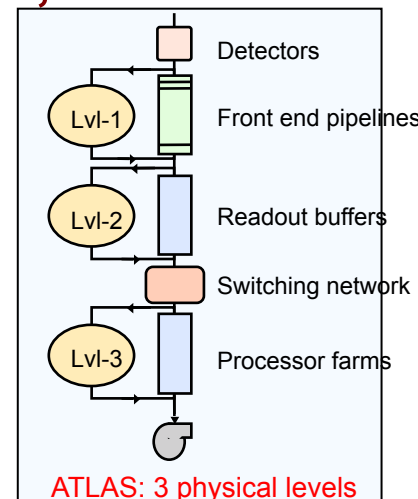 Detectors
Lvl-1
Front end pipelines
Lvl-2
Readout buffers
Switching network
Lvl-3
Processor farms
ATLAS: 3 physical levels